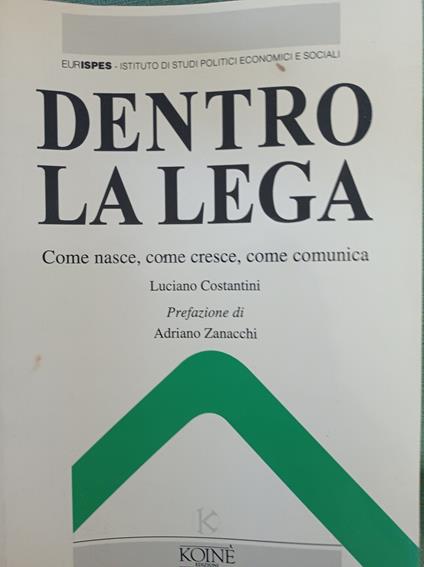 EURISPES - ISTITUTO DI STUDI POLITICI ECONOMICI E SOCIALI
DENTRO
LA LEGA
Come nasce, come cresce, come comunica
Luciano Costantini
Prefazione di
Adriano Zanacchi
K
KOINÈ
EDIZIONI